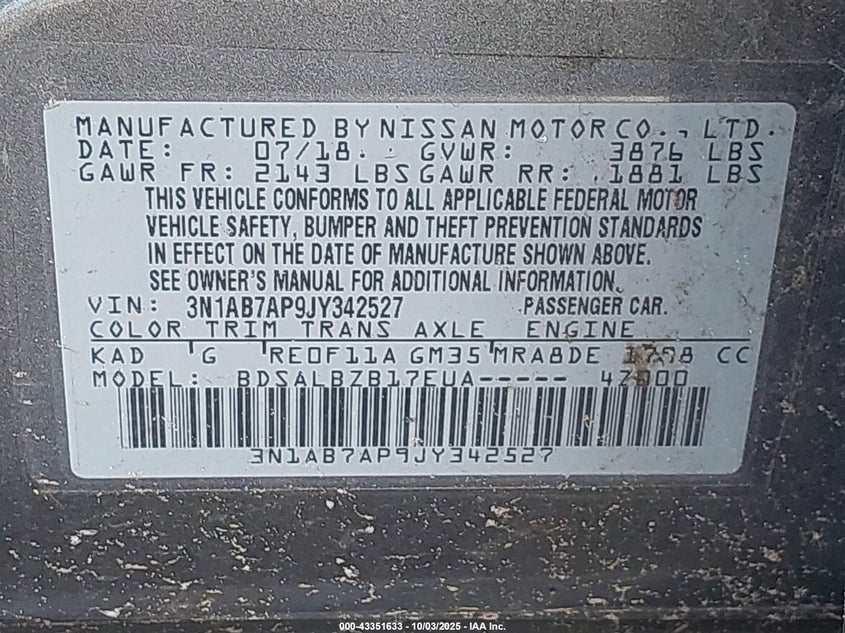 MANUFACTURED BY NISSAN MOTOR CO., LTD.
DATE: 07/18 GVWR: 3876 LBS
GAWR FR: 2143 LBS GAWR RR: 1881 LBS
THIS VEHICLE CONFORMS TO ALL APPLICABLE FEDERAL MOTOR
VEHICLE SAFETY, BUMPER AND THEFT PREVENTION STANDARDS
IN EFFECT ON THE DATE OF MANUFACTURE SHOWN ABOVE.
SEE OWNER'S MANUAL FOR ADDITIONAL INFORMATION.
VIN: 3N1AB7AP9JY342527 PASSENGER CAR.
COLOR TRIM TRANS AXLE ENGINE
KAD G RE0F11A GM35 MRA8DE 1798 CC
MODEL: BDSALBZB17EUA-----
3N1AB7AP9JY342527
000-43351633 - 10/03/2025 - IAA Inc.